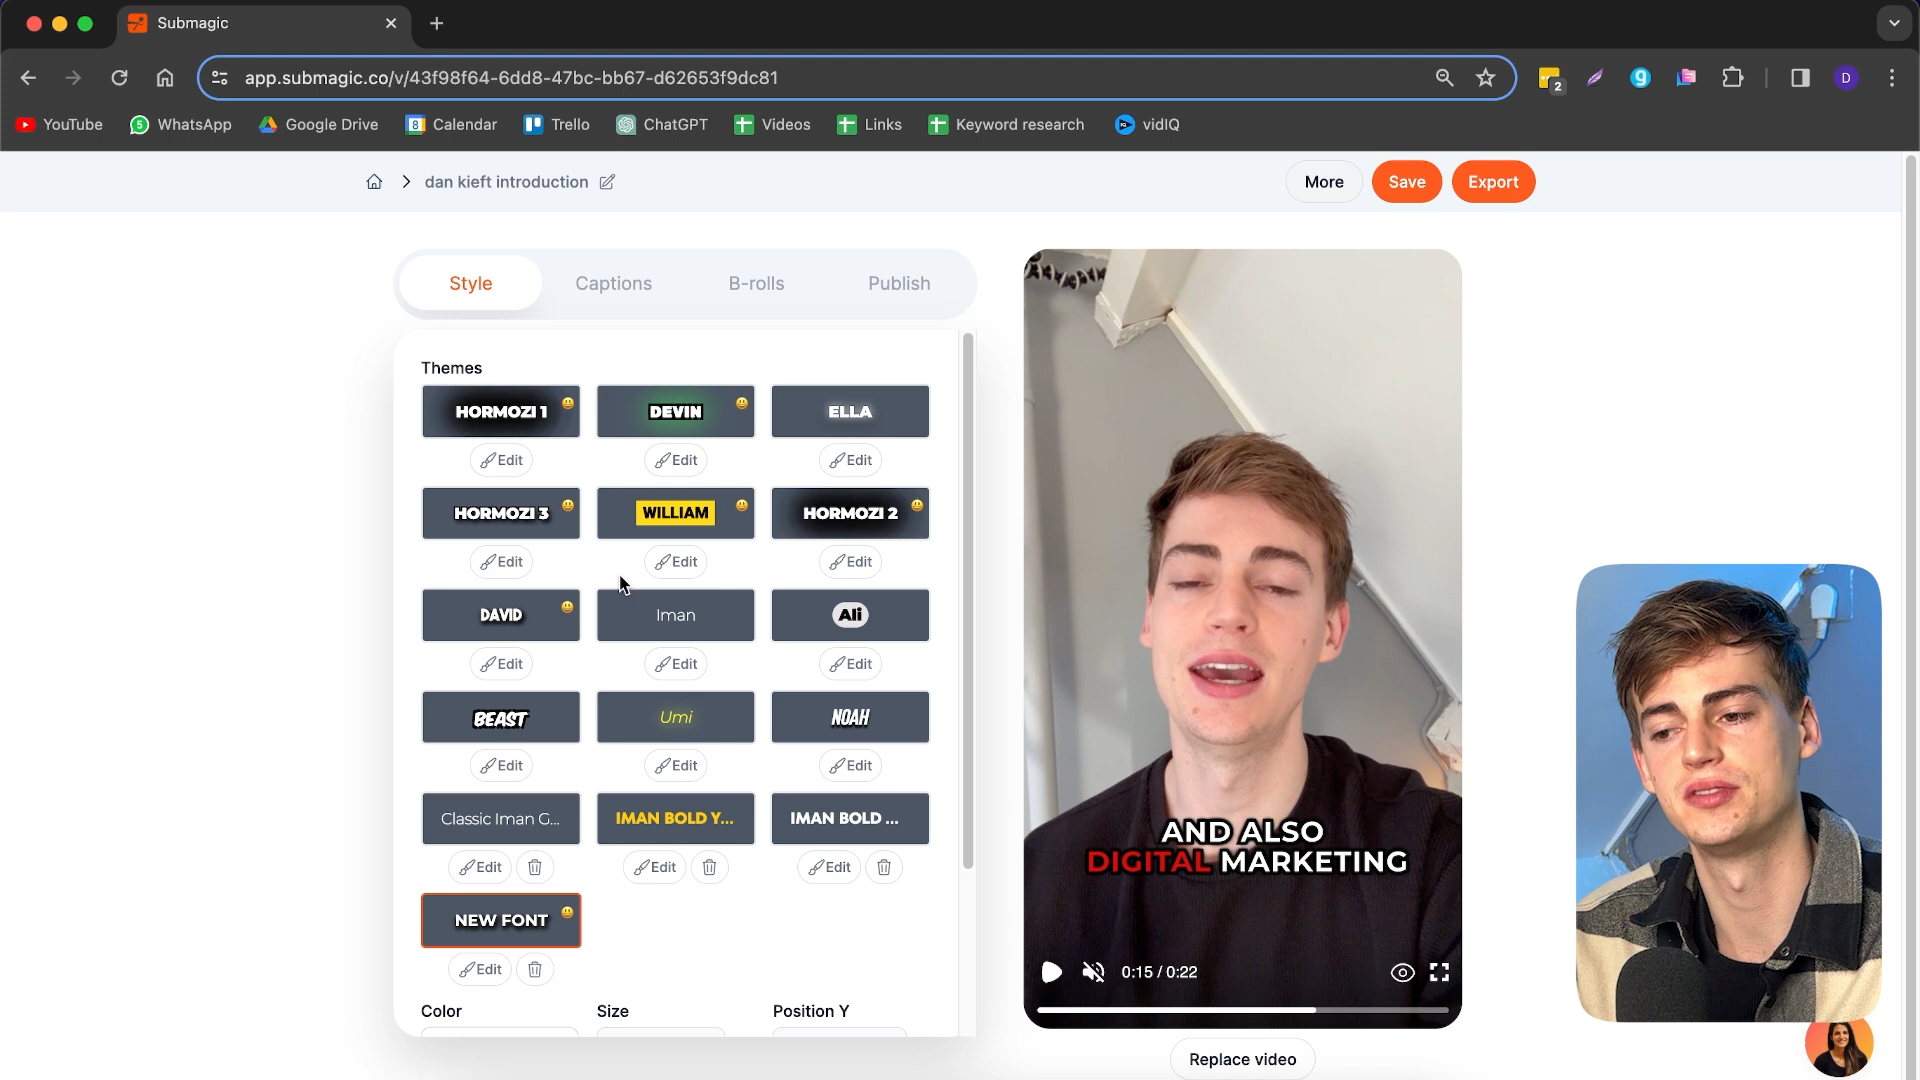 Submagic
app.submagic.co/v/43f98f64-6dd8-47bc-bb67-d62653f9dc81
2
D
YouTube
5
WhatsApp
Google Drive
8
Calendar
Trello
ChatGPT
Videos
Links
Keyword research
vidIQ
dan kieft introduction
More
Save
Export
Style
Captions
B-rolls
Publish
Themes
HORMOZI 1
DEVIN
ELLA
Edit
Edit
Edit
HORMOZI 3
WILLIAM
HORMOZI 2
Edit
Edit
Edit
DAVID
Iman
Ali
Edit
Edit
Edit
BEAST
Umi
NOAH
Edit
Edit
Edit
Classic Iman G...
IMAN BOLD Y...
IMAN BOLD ...
Edit
Edit
Edit
NEW FONT
Edit
Color
Size
Position Y
AND ALSO
DIGITAL MARKETING
0:15 / 0:22
Replace video